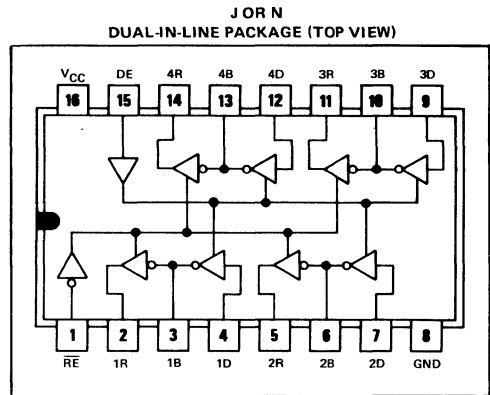 J OR N
DUAL-IN-LINE PACKAGE (TOP VIEW)
VCC DE 4R 4B 4D 3R 3B 3D
16 15 14 13 12 11 10 9
1 2 3 4 5 6 7 8
RE 1R 1B 1D 2R 2B 2D GND